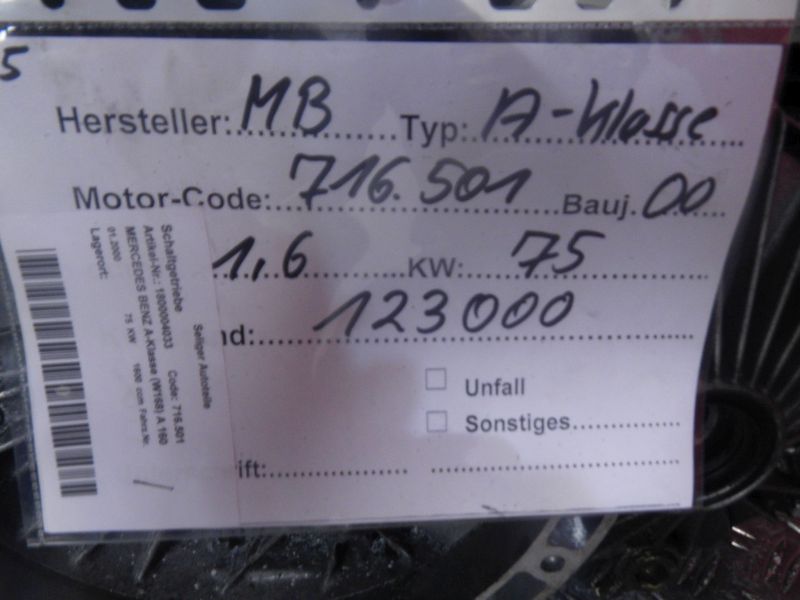 5
Hersteller: MB Typ: A-Klasse
Motor-Code: 716.501 Bauj. 00
1,6 KW: 75
nd: 123000
Unfall
Sonstiges
ift:
Seliger Autoteile
Schaltgetriebe
Artikel-Nr.: 1800004033 Code: 716.501
MERCEDES BENZ A-Klasse (W168) A 160
01.2000 75 KW 1600 ccm Fahrz.Nr.
Lagerort: